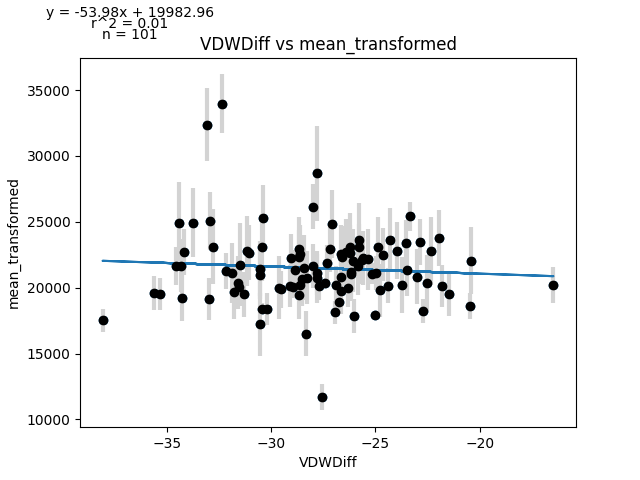 y = -53.98x + 19982.96
r^2 = 0.01
n = 101
VDWDiff vs mean_transformed
mean_transformed
35000
30000
25000
20000
15000
10000
−35
−30
−25
−20
VDWDiff